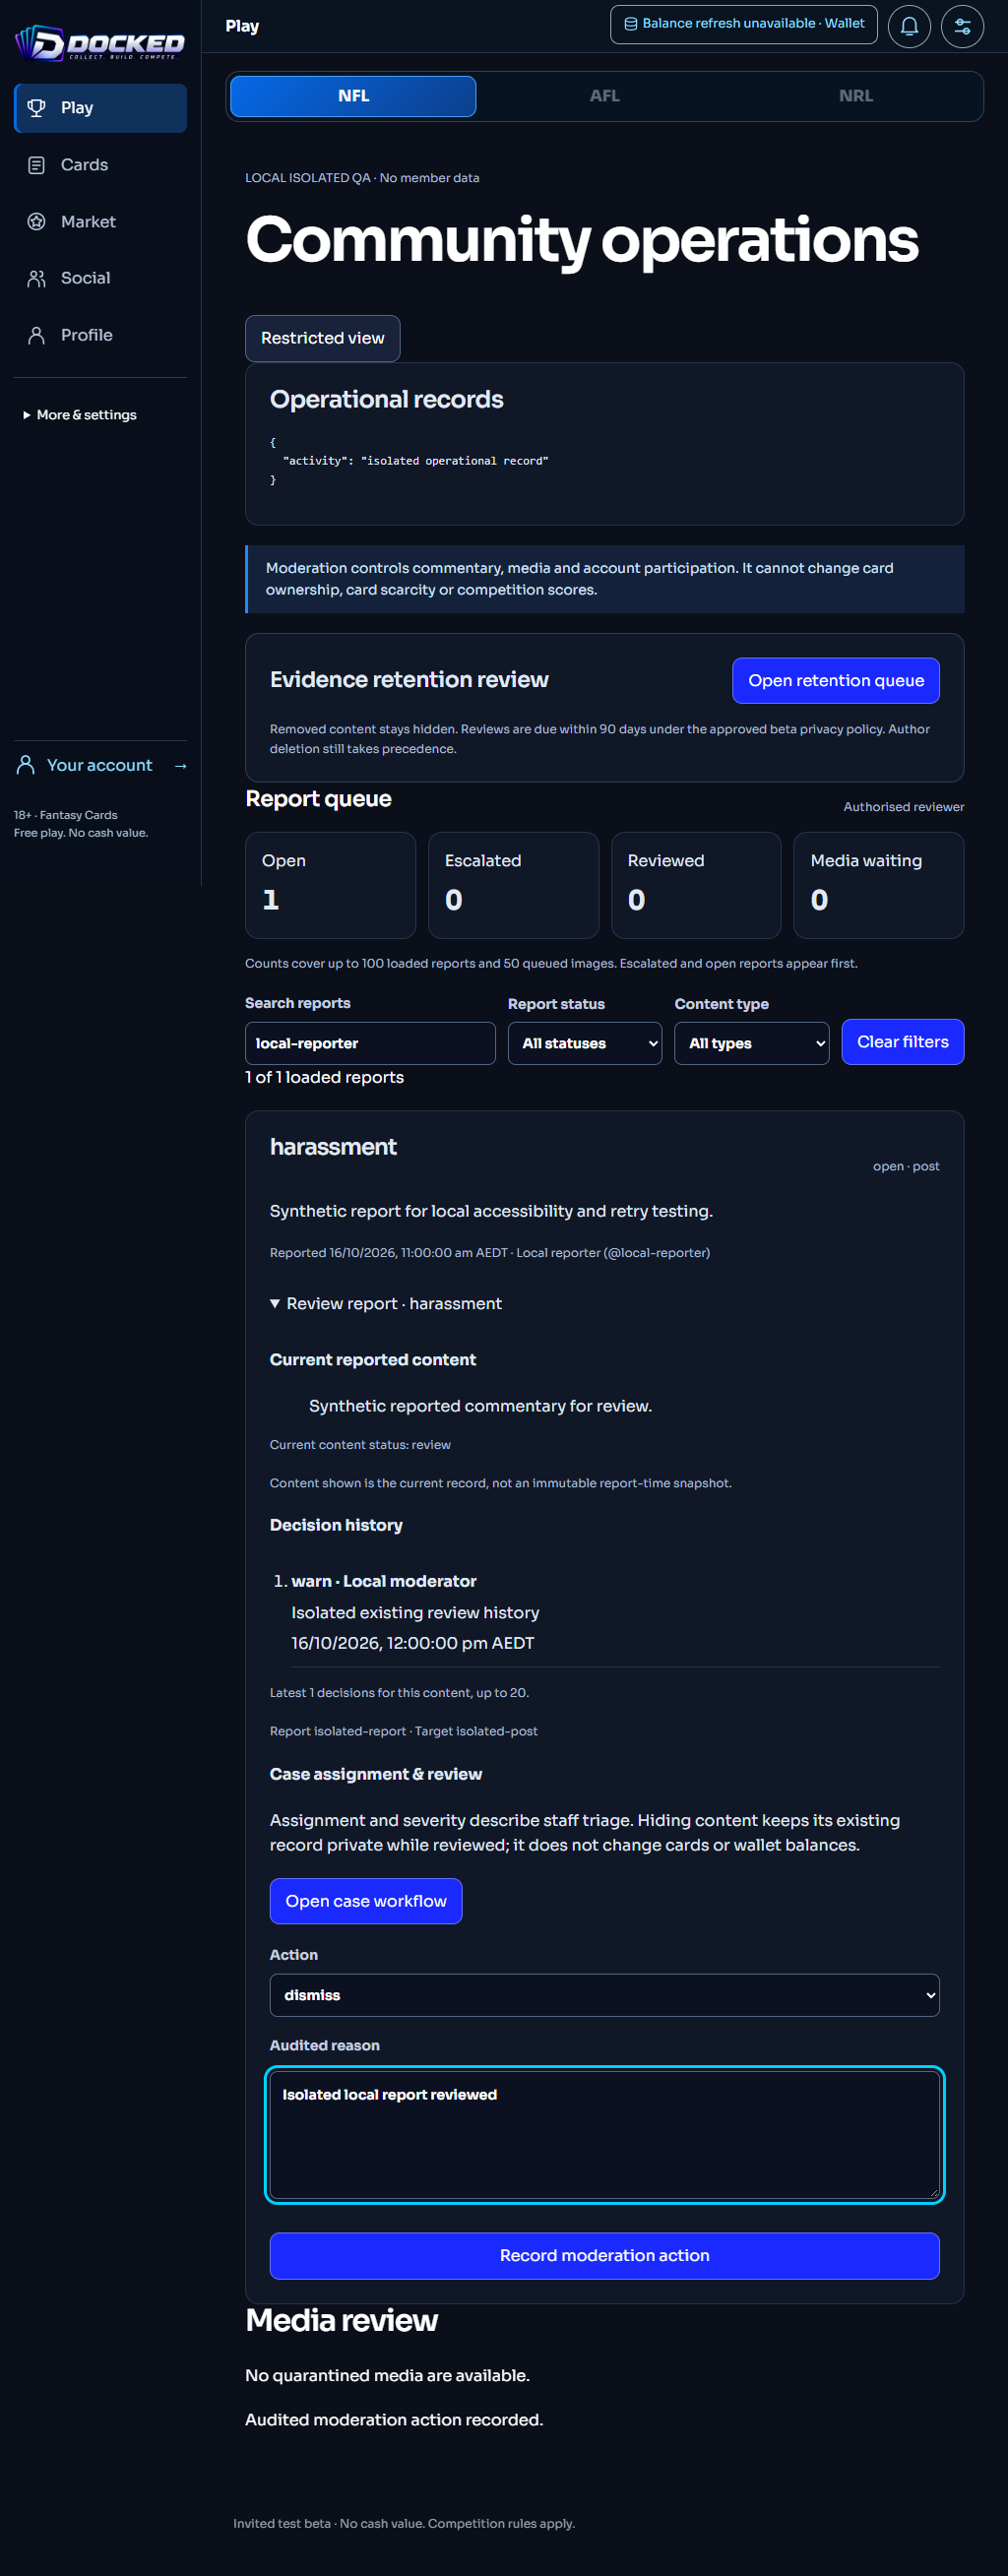 DOCKED
COLLECT. BUILD. COMPETE.
Play
Cards
Market
Social
Profile
More & settings
Your account →
18+ · Fantasy Cards
Free play. No cash value.
Play
Balance refresh unavailable · Wallet
NFL
AFL
NRL
LOCAL ISOLATED QA · No member data
Community operations
Restricted view
Operational records
{
"activity": "isolated operational record"
}
Moderation controls commentary, media and account participation. It cannot change card
ownership, card scarcity or competition scores.
Evidence retention review
Open retention queue
Removed content stays hidden. Reviews are due within 90 days under the approved beta privacy policy. Author
deletion still takes precedence.
Report queue
Authorised reviewer
Open
1
Escalated
0
Reviewed
0
Media waiting
0
Counts cover up to 100 loaded reports and 50 queued images. Escalated and open reports appear first.
Search reports
local-reporter
Report status
All statuses
Content type
All types
Clear filters
1 of 1 loaded reports
harassment
open · post
Synthetic report for local accessibility and retry testing.
Reported 16/10/2026, 11:00:00 am AEDT · Local reporter (@local-reporter)
Review report · harassment
Current reported content
Synthetic reported commentary for review.
Current content status: review
Content shown is the current record, not an immutable report-time snapshot.
Decision history
1. warn · Local moderator
Isolated existing review history
16/10/2026, 12:00:00 pm AEDT
Latest 1 decisions for this content, up to 20.
Report isolated-report · Target isolated-post
Case assignment & review
Assignment and severity describe staff triage. Hiding content keeps its existing
record private while reviewed; it does not change cards or wallet balances.
Open case workflow
Action
dismiss
Audited reason
Isolated local report reviewed
Record moderation action
Media review
No quarantined media are available.
Audited moderation action recorded.
Invited test beta · No cash value. Competition rules apply.